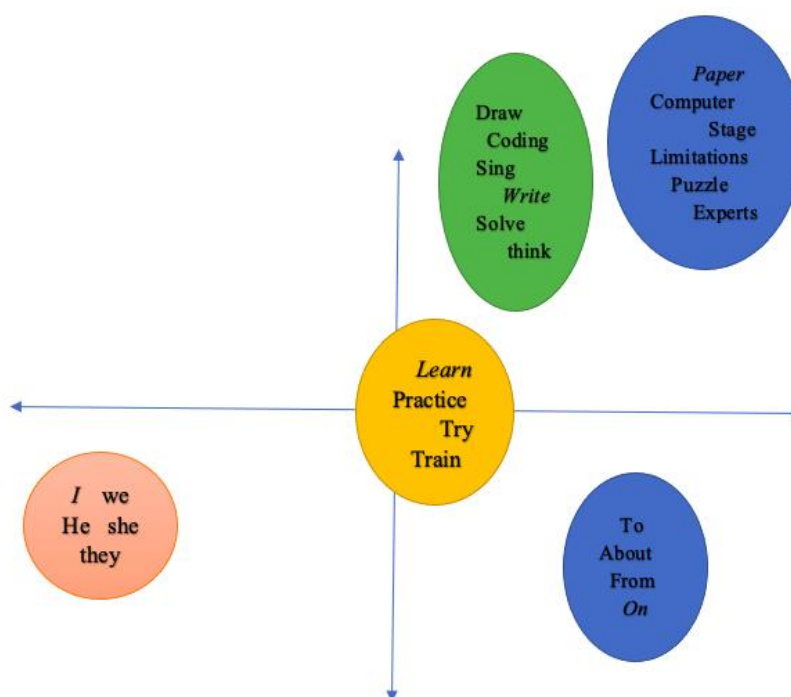 Paper
Computer
Stage
Limitations
Puzzle
Experts
Draw
Coding
Sing
Write
Solve
think
Learn
Practice
Try
Train
I we
He she
they
To
About
From
On